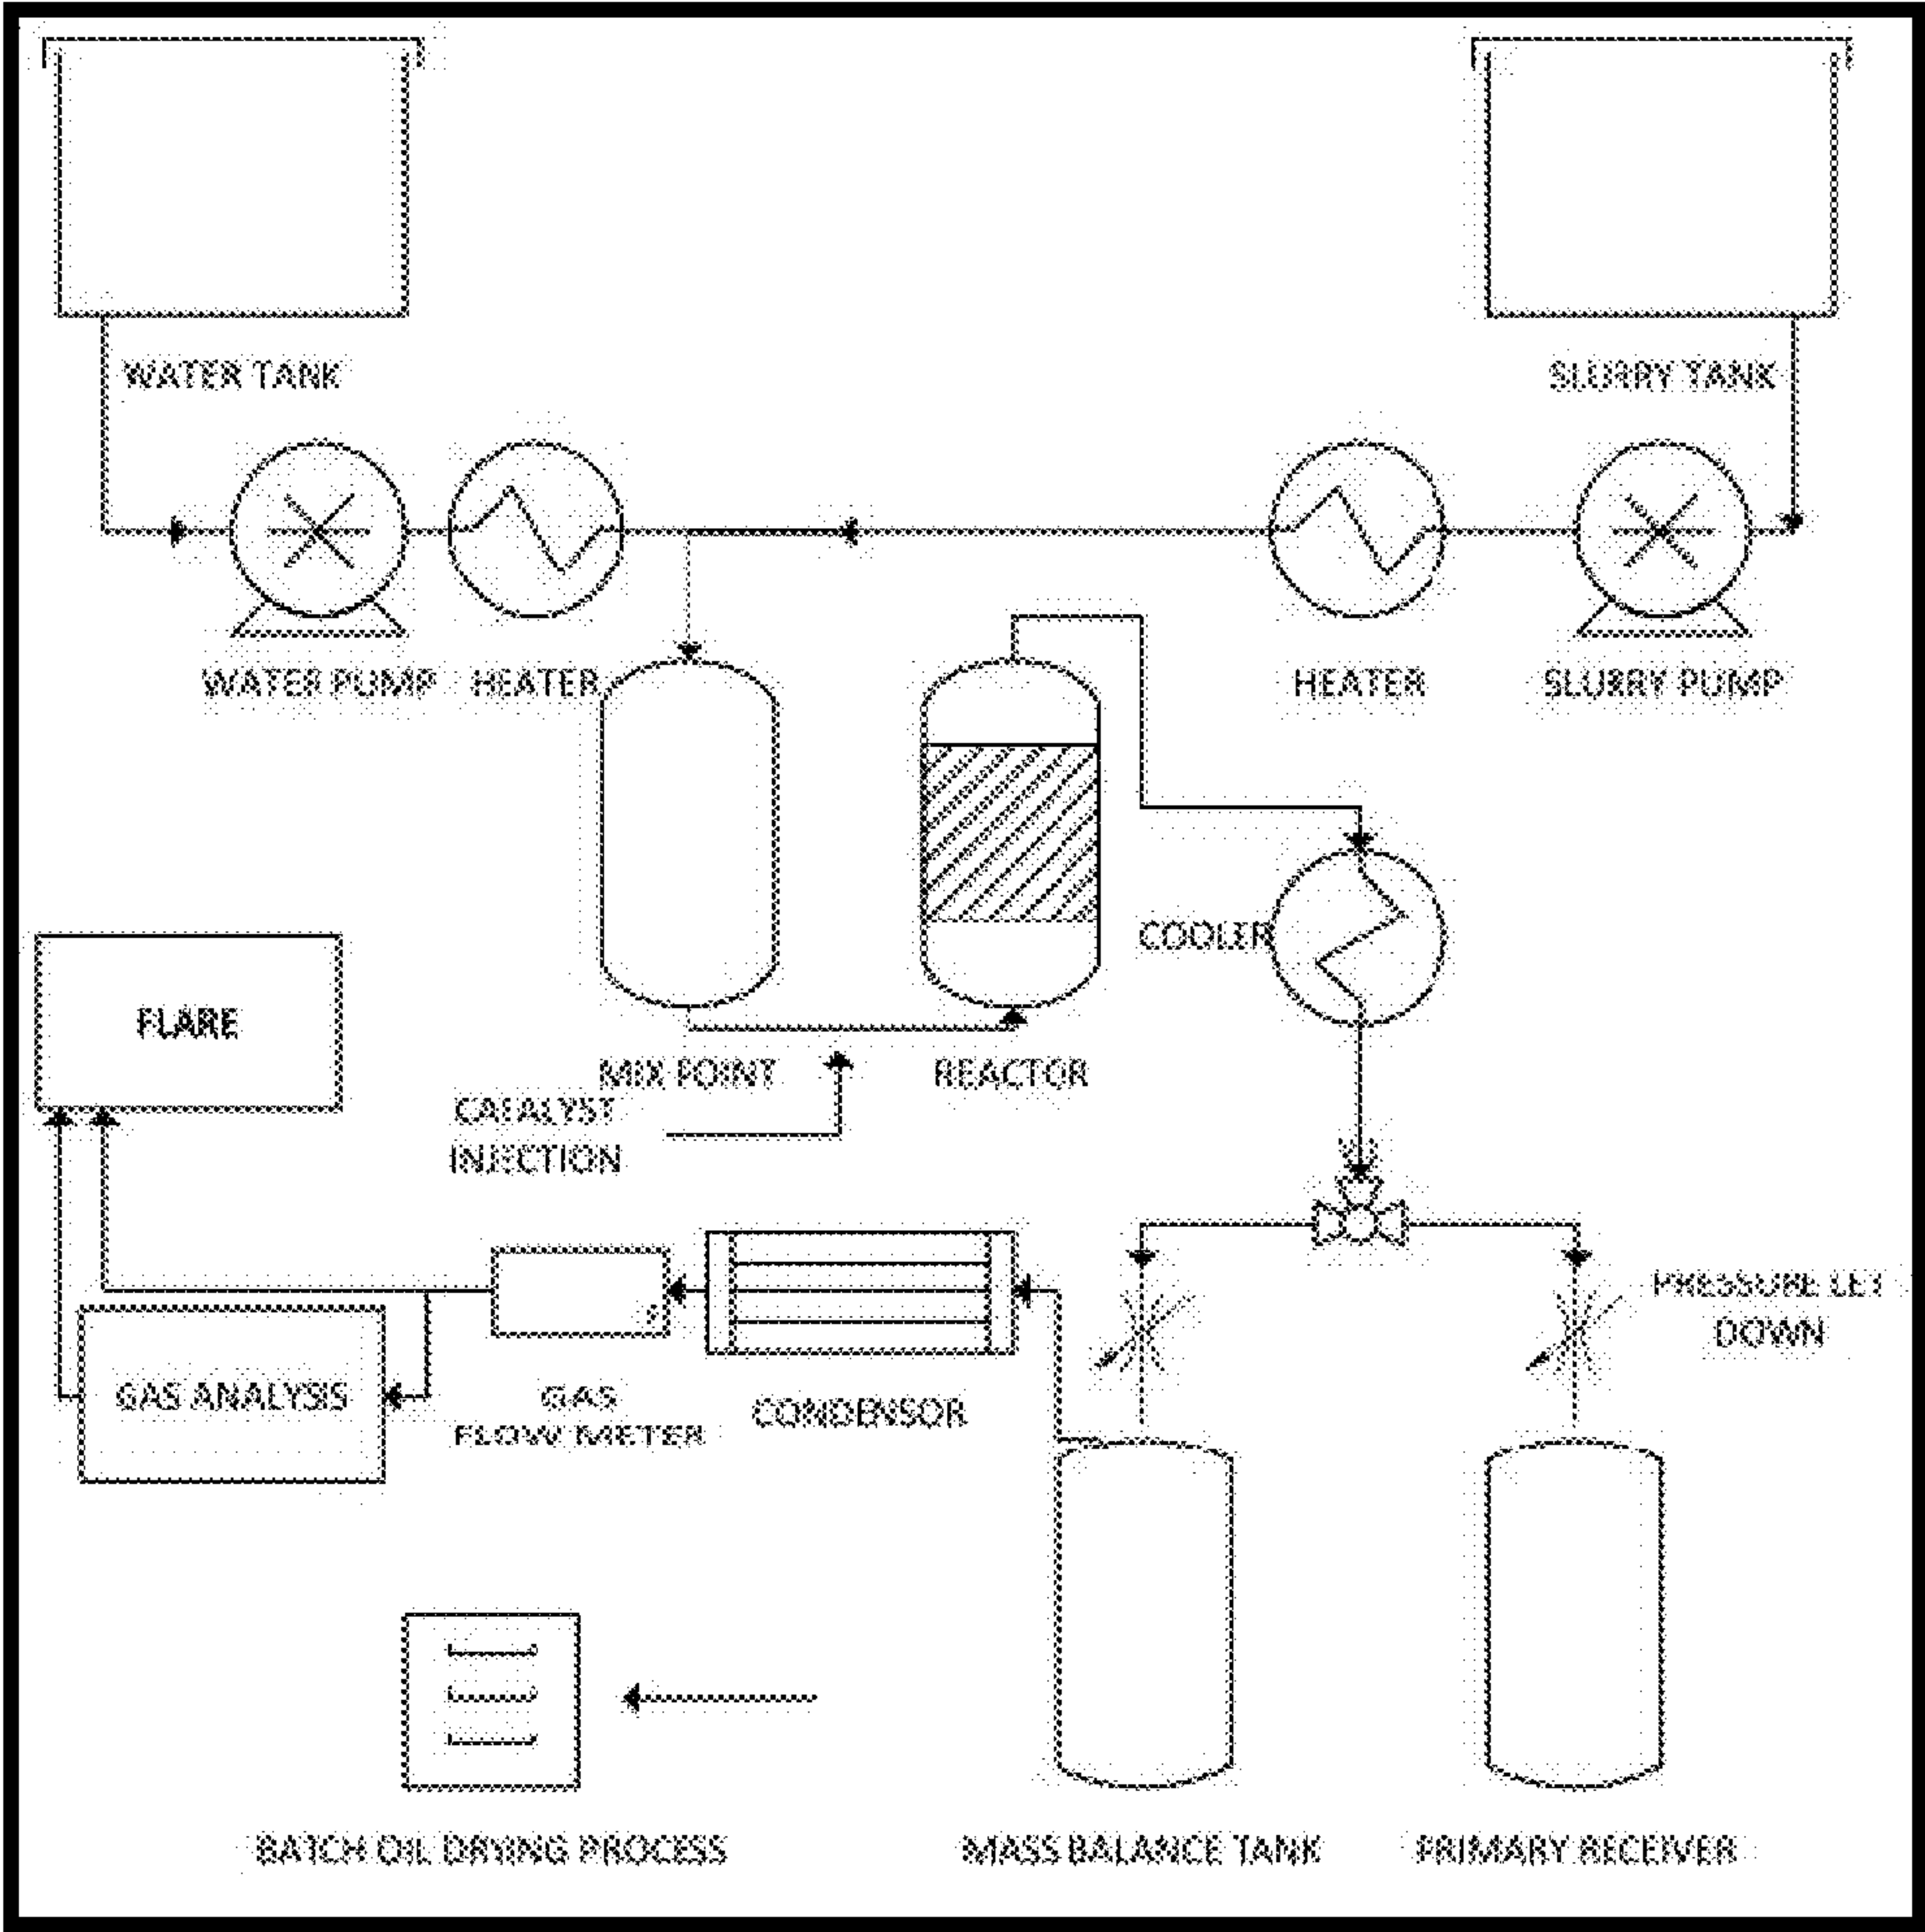 WATER TANK
SLURRY TANK
WATER PUMP
HEATER
HEATER
SLURRY PUMP
COOLER
FLARE
MIX POINT
REACTOR
CATALYST
INJECTION
PRESSURE LET
DOWN
GAS ANALYSIS
GAS
FLOW METER
CONDENSOR
BATCH OIL DRYING PROCESS
MASS BALANCE TANK
PRIMARY RECEIVER